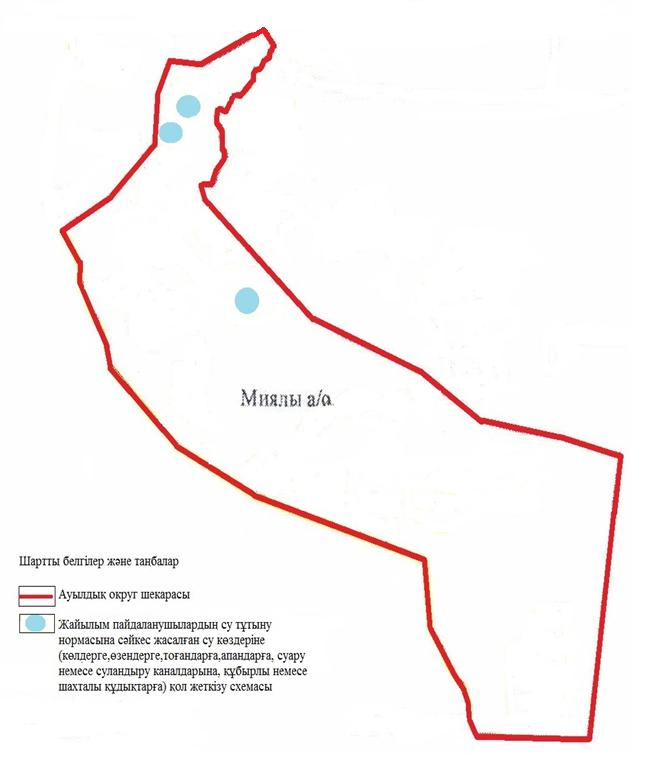 Миялы а/о
Шартты белгілер және таңбалар
Ауылдық округ шекарасы
Жайылым пайдаланушылардың су тұтыну
нормасына сәйкес жасалған су көздеріне
(көлдерге,өзендерге,тоғандарға,апандарға, суару
немесе суландыру каналдарына, құбырлы немесе
шахталы құдықтарға) қол жеткізу схемасы